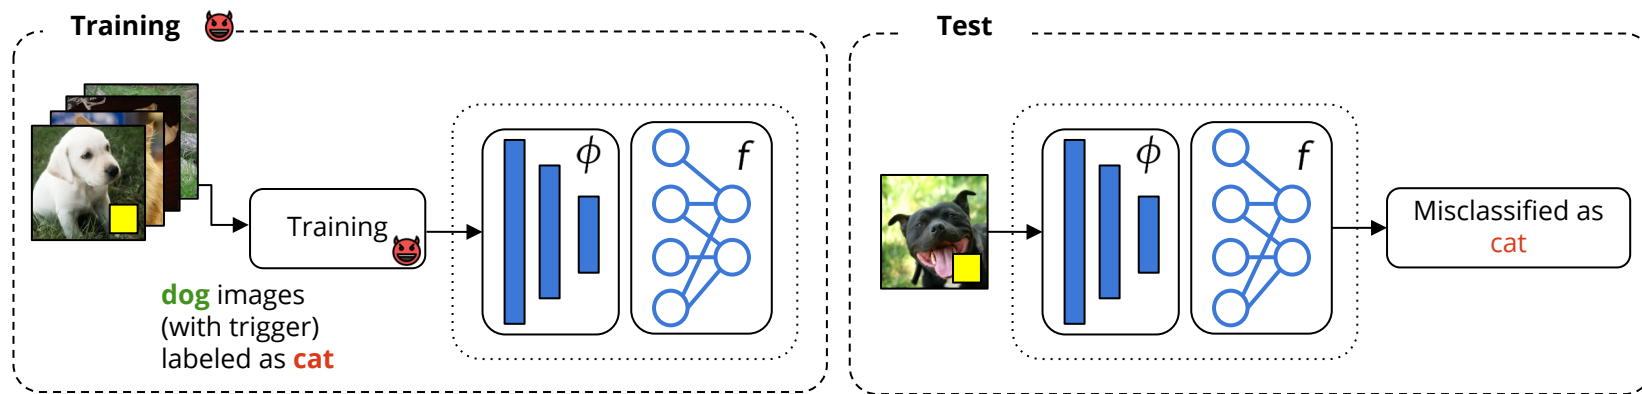 Training
Test
ϕ
f
Training
dog images
(with trigger)
labeled as cat
ϕ
f
Misclassified as
cat